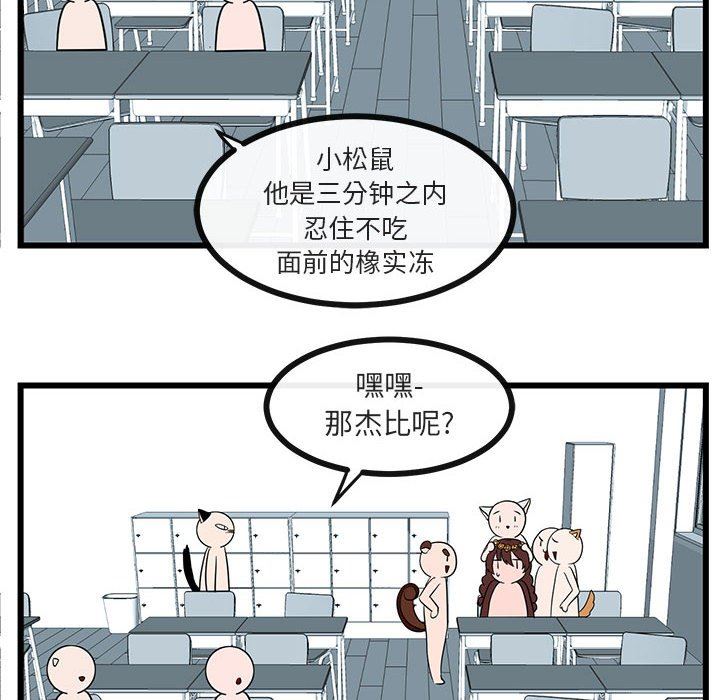 小松鼠
他是三分钟之内
忍住不吃
面前的橡实冻
嘿嘿-
那杰比呢?